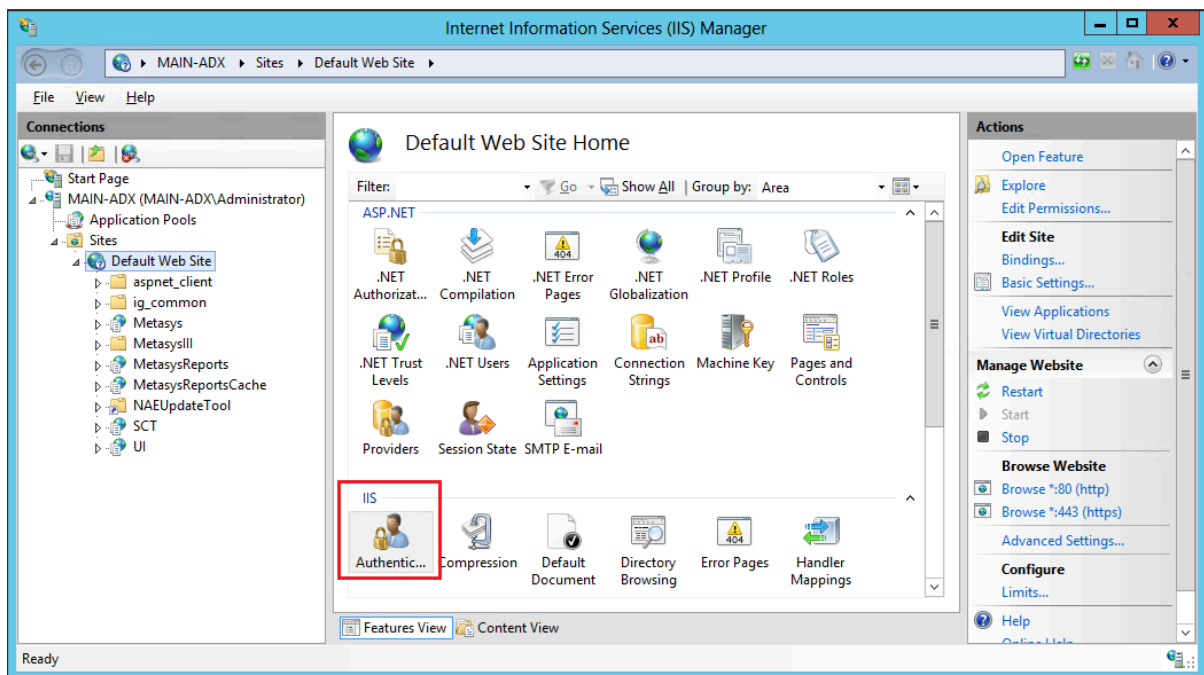 Internet Information Services (IIS) Manager
MAIN-ADX Sites Default Web Site
File View Help
Connections
Start Page
MAIN-ADX (MAIN-ADX\Administrator)
Application Pools
Sites
Default Web Site
aspnet_client
ig_common
Metasys
MetasysIII
MetasysReports
MetasysReportsCache
NAEUpdateTool
SCT
UI
Default Web Site Home
Filter: Go Show All Group by: Area
ASP.NET
.NET Authorizat...
.NET Compilation
404
.NET Error Pages
.NET Globalization
.NET Profile
.NET Roles
.NET Trust Levels
.NET Users
Application Settings
ab
Connection Strings
Machine Key
Pages and Controls
Providers
Session State
SMTP E-mail
IIS
Authentic...
Compression
Default Document
Directory Browsing
404
Error Pages
Handler Mappings
Features View Content View
Actions
Open Feature
Explore
Edit Permissions...
Edit Site
Bindings...
Basic Settings...
View Applications
View Virtual Directories
Manage Website
Restart
Start
Stop
Browse Website
Browse *:80 (http)
Browse *:443 (https)
Advanced Settings...
Configure
Limits...
Help
Online Help
Ready